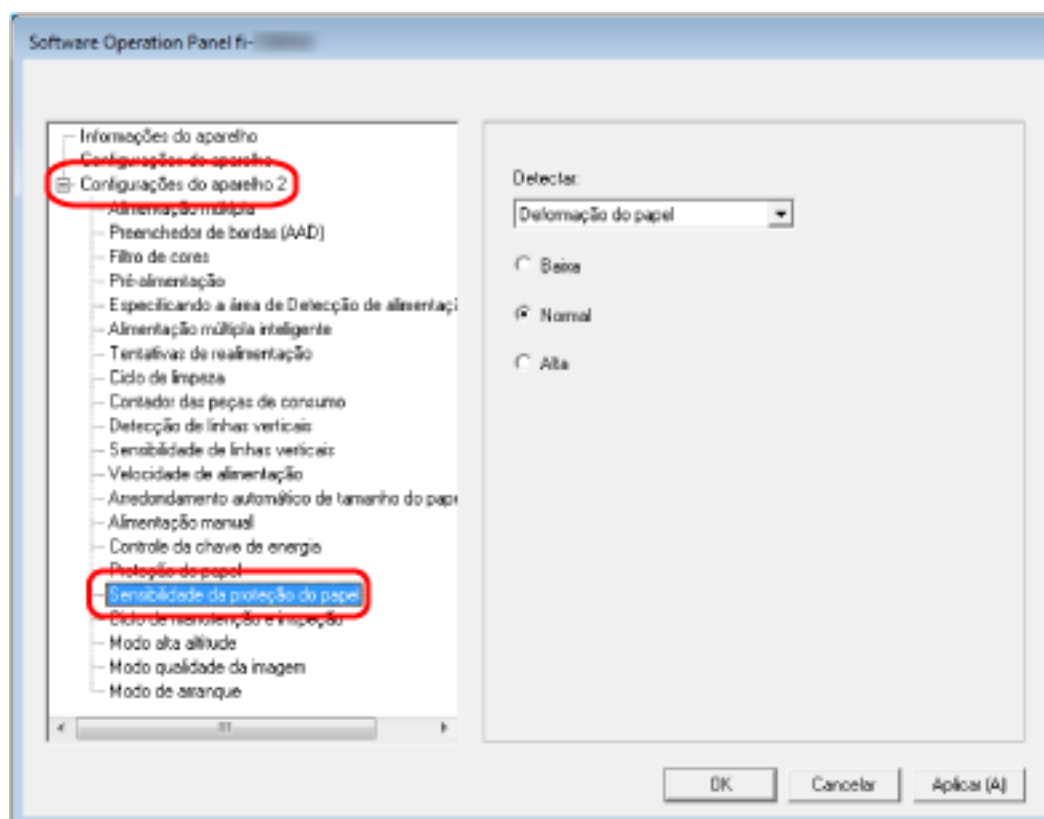 Software Operation Panel fi-
Informações do aparelho
Configurações do aparelho
Configurações do aparelho 2
Alimentação múltipla
Preenchedor de bordas (AAD)
Filtro de cores
Pré-alimentação
Especificando a área de Detecção de alimentaçã
Alimentação múltipla inteligente
Tentativas de realimentação
Ciclo de limpeza
Contador das peças de consumo
Detecção de linhas verticais
Sensibilidade de linhas verticais
Velocidade de alimentação
Arredondamento automático de tamanho do pape
Alimentação manual
Controle da chave de energia
Proteção do papel
Sensibilidade da proteção do papel
Ciclo de manutenção e inspeção
Modo alta altitude
Modo qualidade da imagem
Modo de arranque
Detectar:
Deformação do papel
Baixa
Normal
Alta
OK
Cancelar
Aplicar (A)